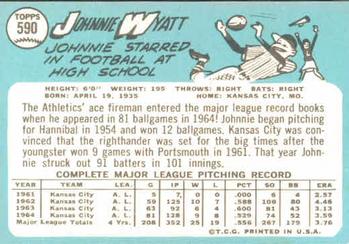 TOPPS
590
JOHNNIE WYATT
JOHNNIE STARRED
IN FOOTBALL AT
HIGH SCHOOL
HEIGHT: 6'0" WEIGHT: 195 THROWS: RIGHT BATS: RIGHT
BORN: APRIL 19, 1935 HOME: KANSAS CITY, MO.
The Athletics' ace fireman entered the major league record books
when he appeared in 81 ballgames in 1964! Johnnie began pitching
for Hannibal in 1954 and won 12 ballgames. Kansas City was con-
vinced that the righthander was set for the big times after the
youngster won 9 games with Portsmouth in 1961. That year John-
nie struck out 91 batters in 101 innings.
COMPLETE MAJOR LEAGUE PITCHING RECORD
YEAR TEAM LEA. G IP W L PCT. SO BB ERA
1961 Kansas City A. L. 5 7 0 0 .000 6 4 2.57
1962 Kansas City A. L. 59 125 10 7 .588 109 80 4.46
1963 Kansas City A. L. 63 92 6 4 .600 81 43 3.13
1964 Kansas City A. L. 81 128 9 8 .529 74 52 3.59
Major League Totals 4 Yrs. 208 352 25 19
©T.C.G. PRINTED IN U.S.A.